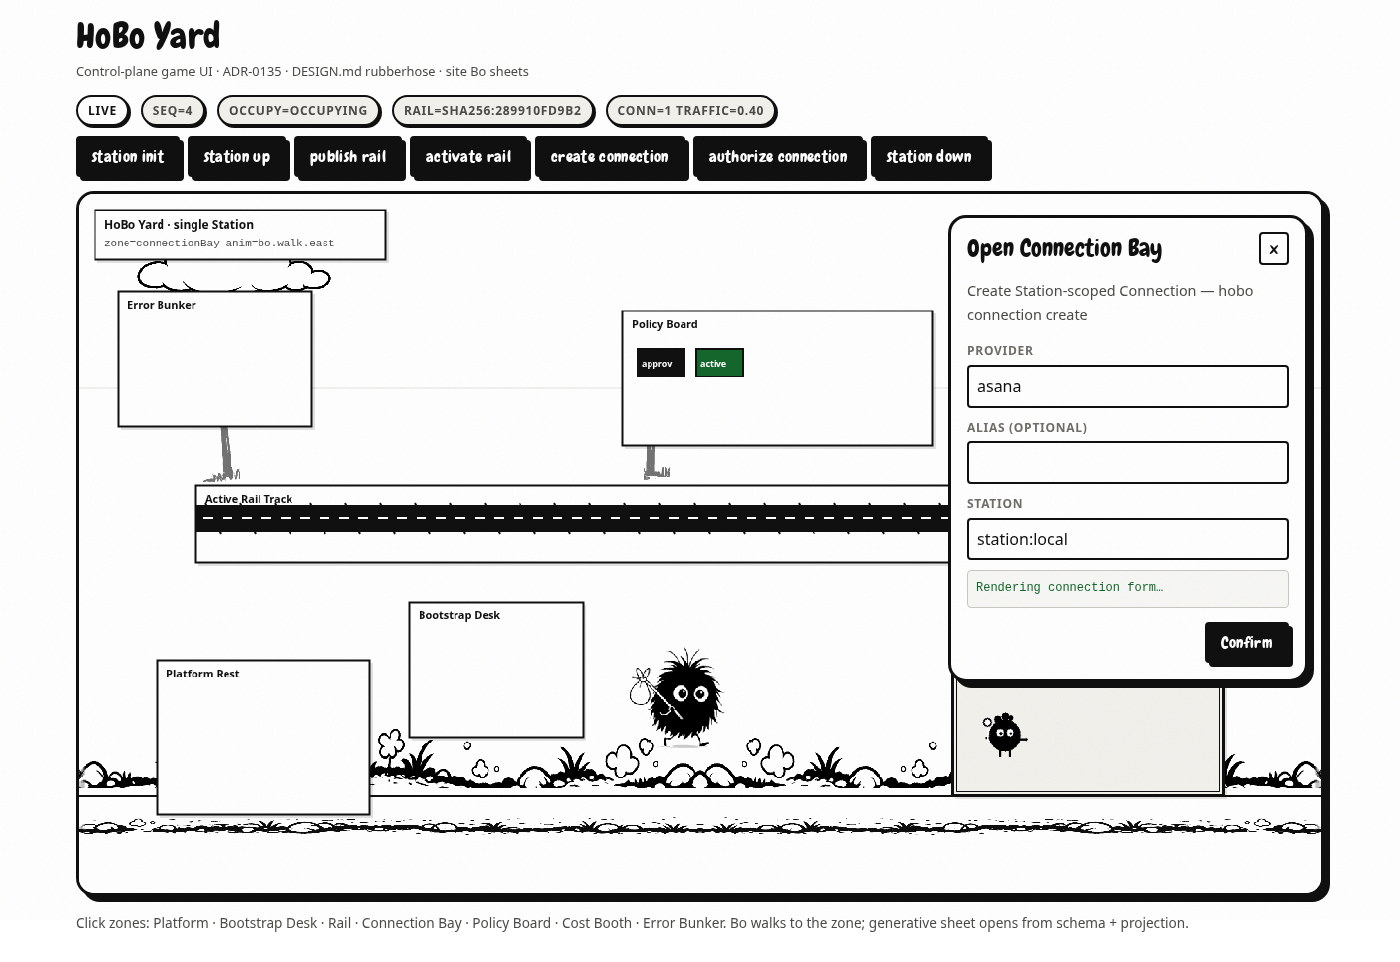 HoBo Yard
Control-plane game UI · ADR-0135 · DESIGN.md rubberhose · site Bo sheets
LIVE
SEQ=4
OCCUPY=OCCUPYING
RAIL=SHA256:289910FD9B2
CONN=1 TRAFFIC=0.40
station init
station up
publish rail
activate rail
create connection
authorize connection
station down
HoBo Yard · single Station
zone=connectionBay anim=bo.walk.east
Error Bunker
Policy Board
approv
active
Active Rail Track
Bootstrap Desk
Platform Rest
Open Connection Bay
x
Create Station-scoped Connection — hobo
connection create
PROVIDER
asana
ALIAS (OPTIONAL)
STATION
station:local
Rendering connection form…
Confirm
Click zones: Platform · Bootstrap Desk · Rail · Connection Bay · Policy Board · Cost Booth · Error Bunker. Bo walks to the zone; generative sheet opens from schema + projection.